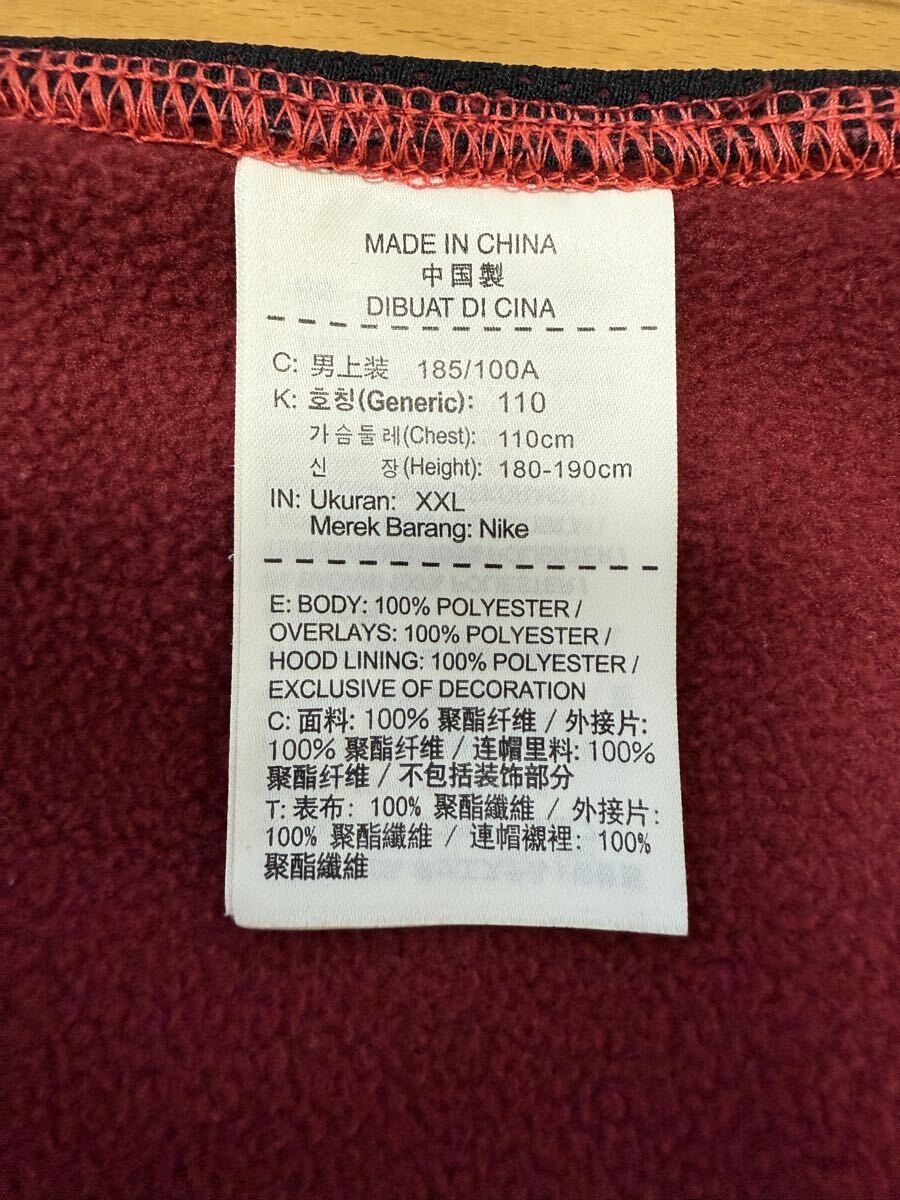 MADE IN CHINA
中国製
DIBUAT DI CINA
C: 男上装 185/100A
K: 호칭(Generic): 110
가슴둘레(Chest): 110cm
신 장(Height): 180-190cm
IN: Ukuran: XXL
Merek Barang: Nike
E: BODY: 100% POLYESTER /
OVERLAYS: 100% POLYESTER /
HOOD LINING: 100% POLYESTER /
EXCLUSIVE OF DECORATION
C: 面料: 100% 聚酯纤维 / 外接片:
100% 聚酯纤维 / 连帽里料: 100%
聚酯纤维 / 不包括装饰部分
T: 表布: 100% 聚酯纖維 / 外接片:
100% 聚酯纖維 / 連帽襯裡: 100%
聚酯纖維